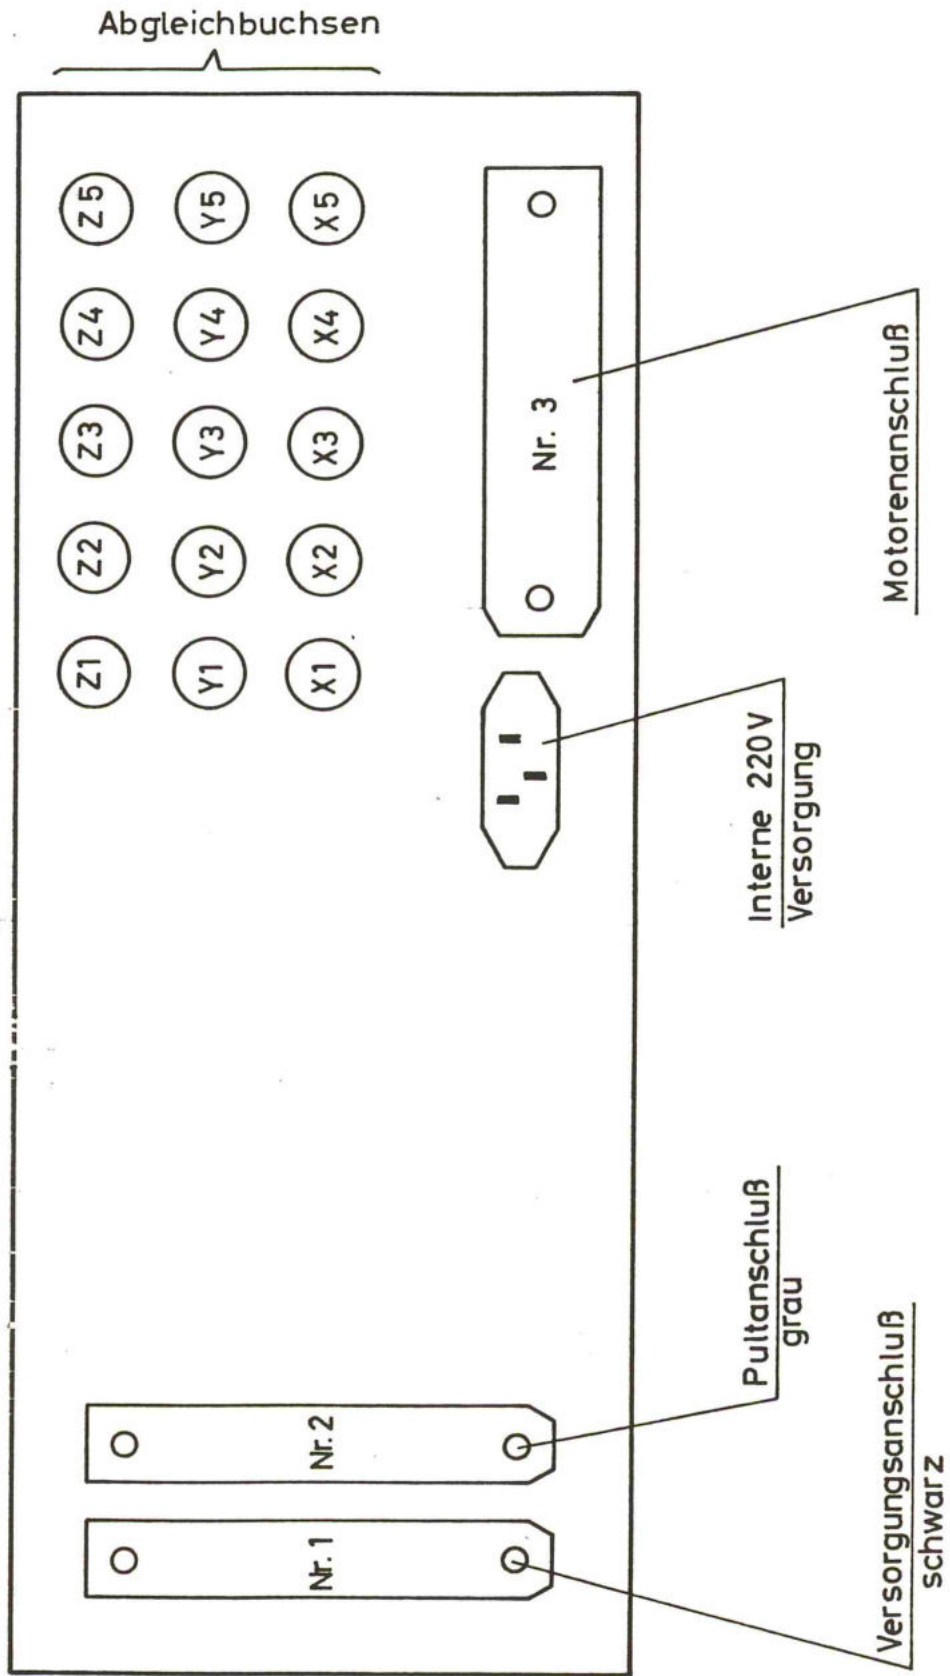 Abgleichbuchsen
Z1 Z2 Z3 Z4 Z5
Y1 Y2 Y3 Y4 Y5
X1 X2 X3 X4 X5
Nr. 1
Nr. 2
Nr. 3
Versorgungsanschluß
schwarz
Pultanschluß
grau
Interne 220V
Versorgung
Motorenanschluß